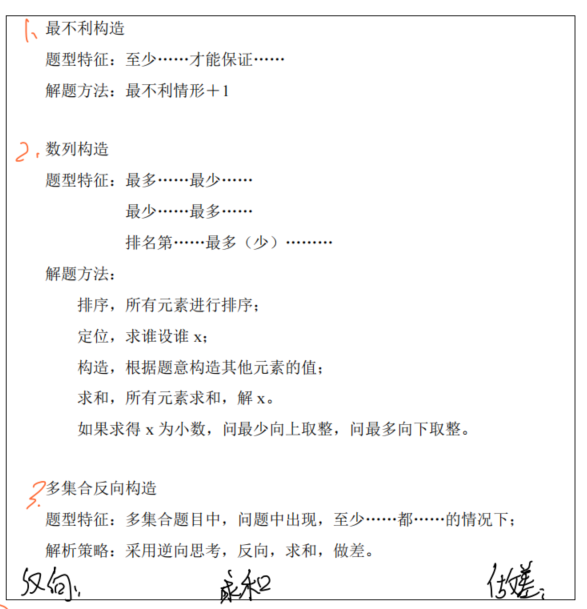 1、最不利构造
题型特征：至少……才能保证……
解题方法：最不利情形＋1
2、数列构造
题型特征：最多……最少……
最少……最多……
排名第……最多（少）………
解题方法：
排序，所有元素进行排序；
定位，求谁设谁 x；
构造，根据题意构造其他元素的值；
求和，所有元素求和，解 x。
如果求得 x 为小数，问最少向上取整，问最多向下取整。
3、多集合反向构造
题型特征：多集合题目中，问题中出现，至少……都……的情况下；
解析策略：采用逆向思考，反向，求和，做差。
反向； 求和 做差；